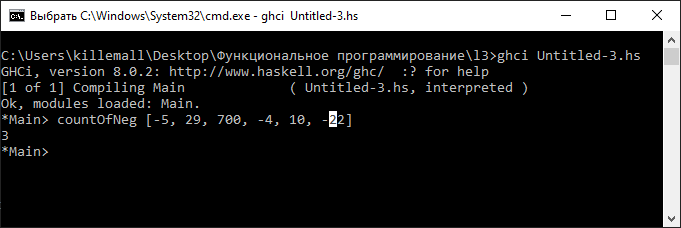 Выбрать C:\Windows\System32\cmd.exe - ghci  Untitled-3.hs
C:\Users\killemall\Desktop\Функциональное программирование\l3>ghci Untitled-3.hs
GHCi, version 8.0.2: http://www.haskell.org/ghc/  :? for help
[1 of 1] Compiling Main             ( Untitled-3.hs, interpreted )
Ok, modules loaded: Main.
*Main> countOfNeg [-5, 29, 700, -4, 10, -22]
3
*Main>